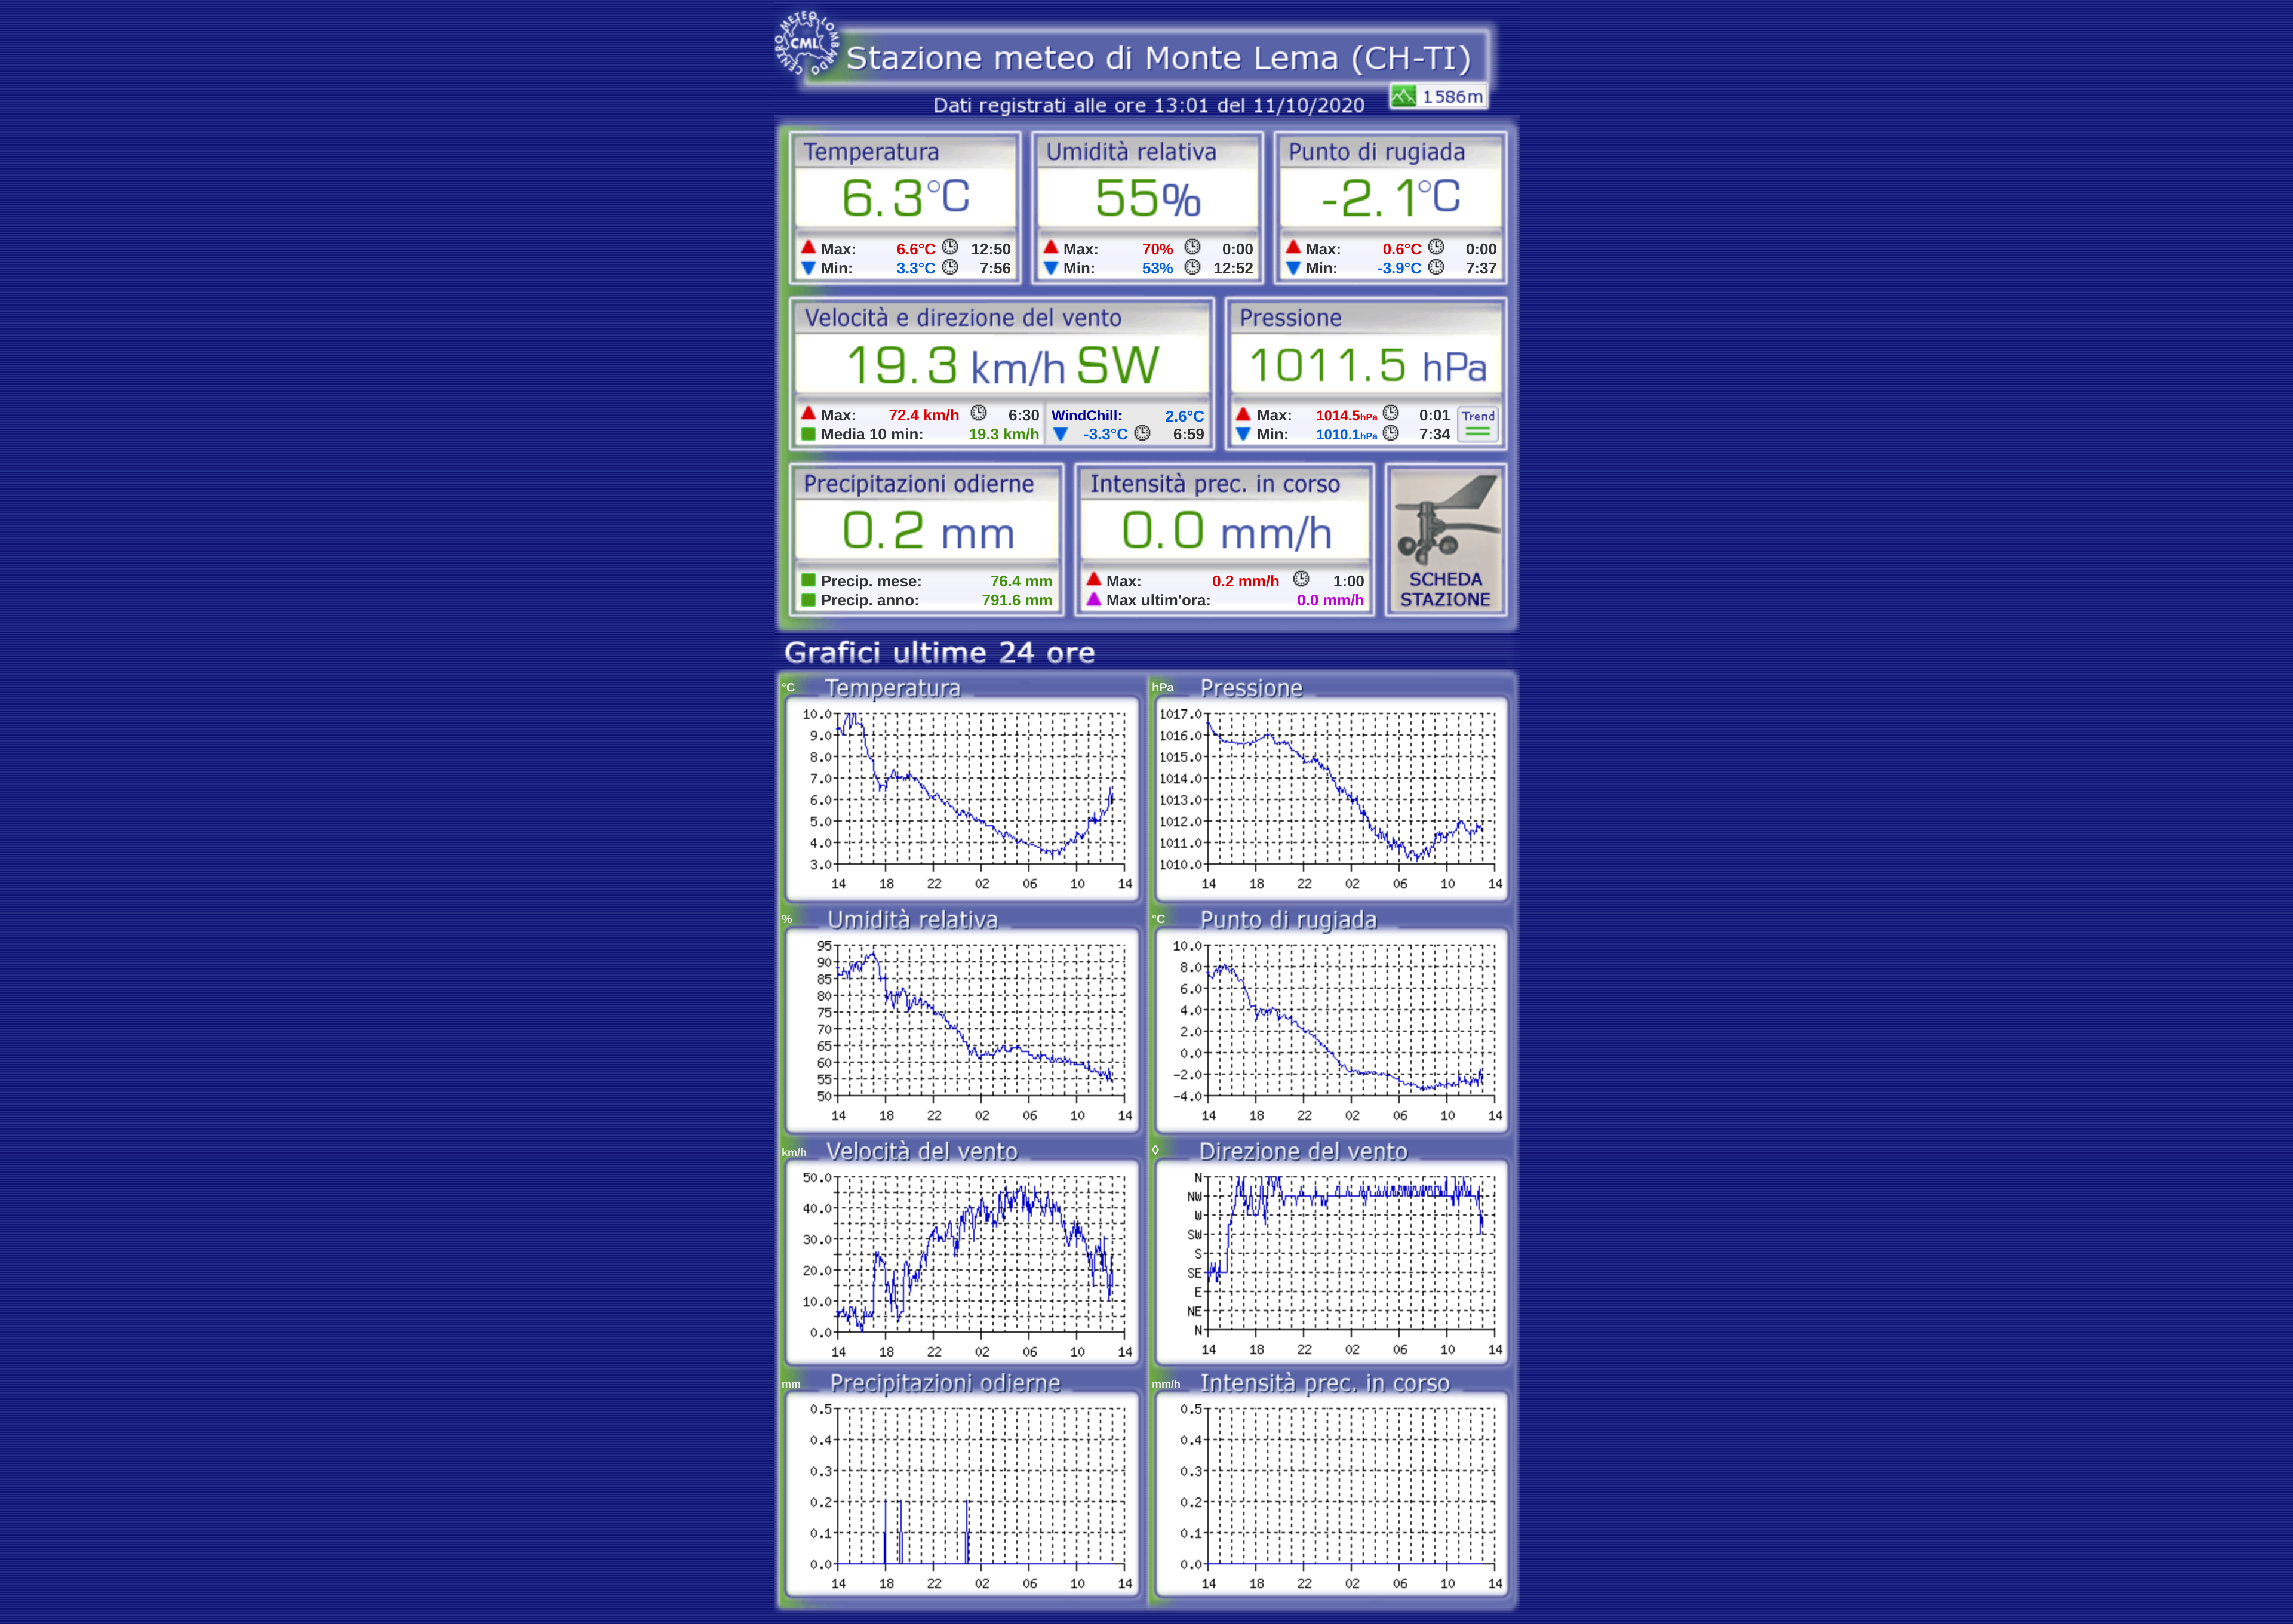 CENTRO METEO LOMBARDO
CML
Stazione meteo di Monte Lema (CH-TI)
1586m
Dati registrati alle ore 13:01 del 11/10/2020
Temperatura Umidità relativa Punto di rugiada
6.3°C 55% -2.1°C
Max: 6.6°C 12:50 Max: 70% 0:00 Max: 0.6°C 0:00
Min: 3.3°C 7:56 Min: 53% 12:52 Min: -3.9°C 7:37
Velocità e direzione del vento Pressione
19.3 km/h SW 1011.5 hPa
Max: 72.4 km/h 6:30 WindChill: 2.6°C Max: 1014.5hPa 0:01 Trend
Media 10 min: 19.3 km/h -3.3°C 6:59 Min: 1010.1hPa 7:34
Precipitazioni odierne Intensità prec. in corso
0.2 mm 0.0 mm/h
Precip. mese: 76.4 mm Max: 0.2 mm/h 1:00 SCHEDA
Precip. anno: 791.6 mm Max ultim'ora: 0.0 mm/h STAZIONE
Grafici ultime 24 ore
°C Temperatura
10.0
9.0
8.0
7.0
6.0
5.0
4.0
3.0
14 18 22 02 06 10 14
hPa Pressione
1017.0
1016.0
1015.0
1014.0
1013.0
1012.0
1011.0
1010.0
14 18 22 02 06 10 14
% Umidità relativa
95
90
85
80
75
70
65
60
55
50
14 18 22 02 06 10 14
°C Punto di rugiada
10.0
8.0
6.0
4.0
2.0
0.0
-2.0
-4.0
14 18 22 02 06 10 14
km/h Velocità del vento
50.0
40.0
30.0
20.0
10.0
0.0
14 18 22 02 06 10 14
◊ Direzione del vento
N
NW
W
SW
S
SE
E
NE
N
14 18 22 02 06 10 14
mm Precipitazioni odierne
0.5
0.4
0.3
0.2
0.1
0.0
14 18 22 02 06 10 14
mm/h Intensità prec. in corso
0.5
0.4
0.3
0.2
0.1
0.0
14 18 22 02 06 10 14